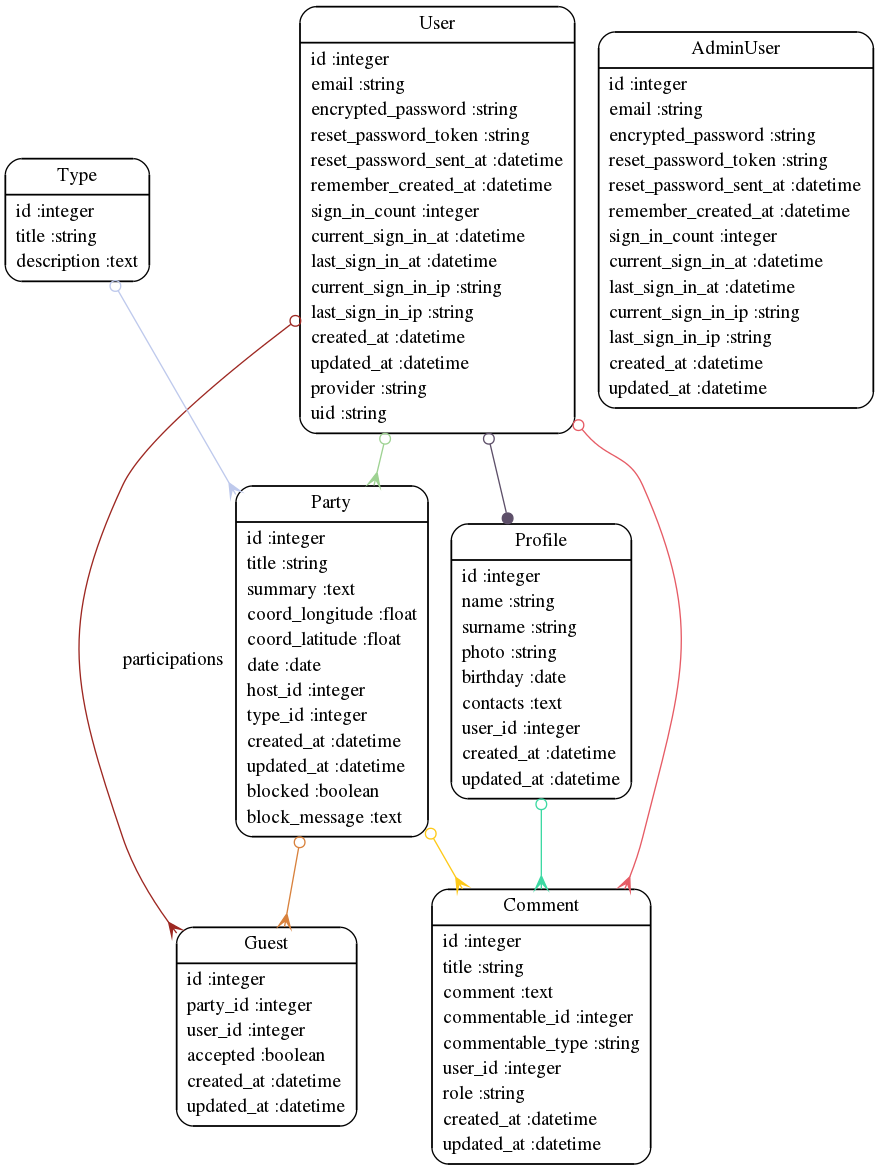 User
id :integer
email :string
encrypted_password :string
reset_password_token :string
reset_password_sent_at :datetime
remember_created_at :datetime
sign_in_count :integer
current_sign_in_at :datetime
last_sign_in_at :datetime
current_sign_in_ip :string
last_sign_in_ip :string
created_at :datetime
updated_at :datetime
provider :string
uid :string
AdminUser
id :integer
email :string
encrypted_password :string
reset_password_token :string
reset_password_sent_at :datetime
remember_created_at :datetime
sign_in_count :integer
current_sign_in_at :datetime
last_sign_in_at :datetime
current_sign_in_ip :string
last_sign_in_ip :string
created_at :datetime
updated_at :datetime
Type
id :integer
title :string
description :text
Party
id :integer
title :string
summary :text
coord_longitude :float
coord_latitude :float
date :date
host_id :integer
type_id :integer
created_at :datetime
updated_at :datetime
blocked :boolean
block_message :text
participations
Profile
id :integer
name :string
surname :string
photo :string
birthday :date
contacts :text
user_id :integer
created_at :datetime
updated_at :datetime
Guest
id :integer
party_id :integer
user_id :integer
accepted :boolean
created_at :datetime
updated_at :datetime
Comment
id :integer
title :string
comment :text
commentable_id :integer
commentable_type :string
user_id :integer
role :string
created_at :datetime
updated_at :datetime